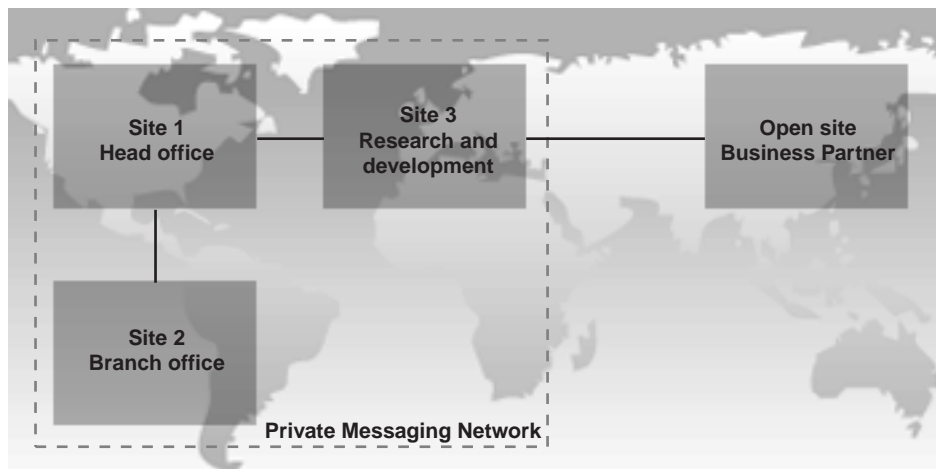 Site 1
Head office
Site 3
Research and
development
Open site
Business Partner
Site 2
Branch office
Private Messaging Network